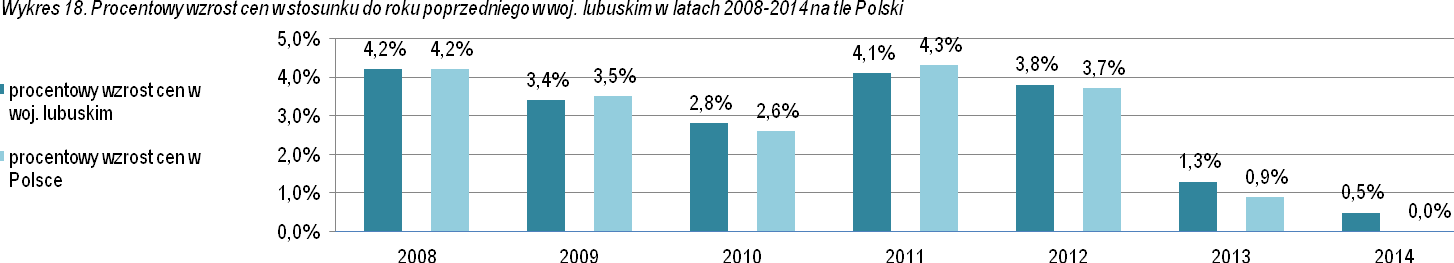 Wykres 18. Procentowy wzrost cen w stosunku do roku poprzedniego w woj. lubuskim w latach 2008-2014 na tle Polski
procentowy wzrost cen w
woj. lubuskim
procentowy wzrost cen w
Polsce
5,0%
4,0%
3,0%
2,0%
1,0%
0,0%
4,2% 4,2%
3,4% 3,5%
2,8% 2,6%
4,1% 4,3%
3,8% 3,7%
1,3% 0,9%
0,5% 0,0%
2008 2009 2010 2011 2012 2013 2014